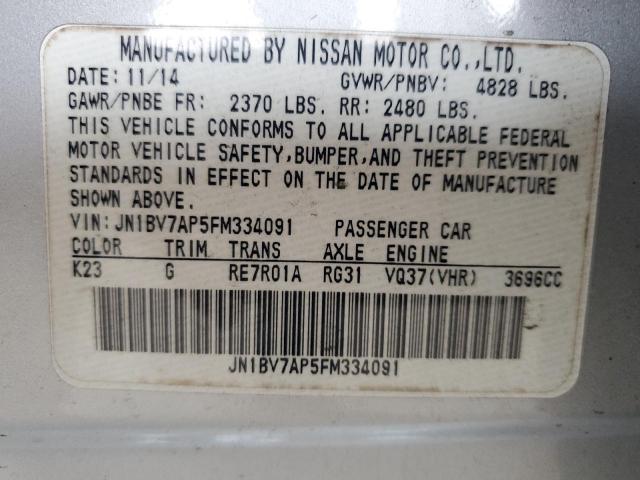 MANUFACTURED BY NISSAN MOTOR CO.,LTD.
DATE: 11/14 GVWR/PNBV: 4828 LBS.
GAWR/PNBE FR: 2370 LBS. RR: 2480 LBS.
THIS VEHICLE CONFORMS TO ALL APPLICABLE FEDERAL
MOTOR VEHICLE SAFETY,BUMPER,AND THEFT PREVENTION
STANDARDS IN EFFECT ON THE DATE OF MANUFACTURE
SHOWN ABOVE.
VIN: JN1BV7AP5FM334091 PASSENGER CAR
COLOR TRIM TRANS AXLE ENGINE
K23 G RE7R01A RG31 VQ37(VHR) 3696CC
JN1BV7AP5FM334091